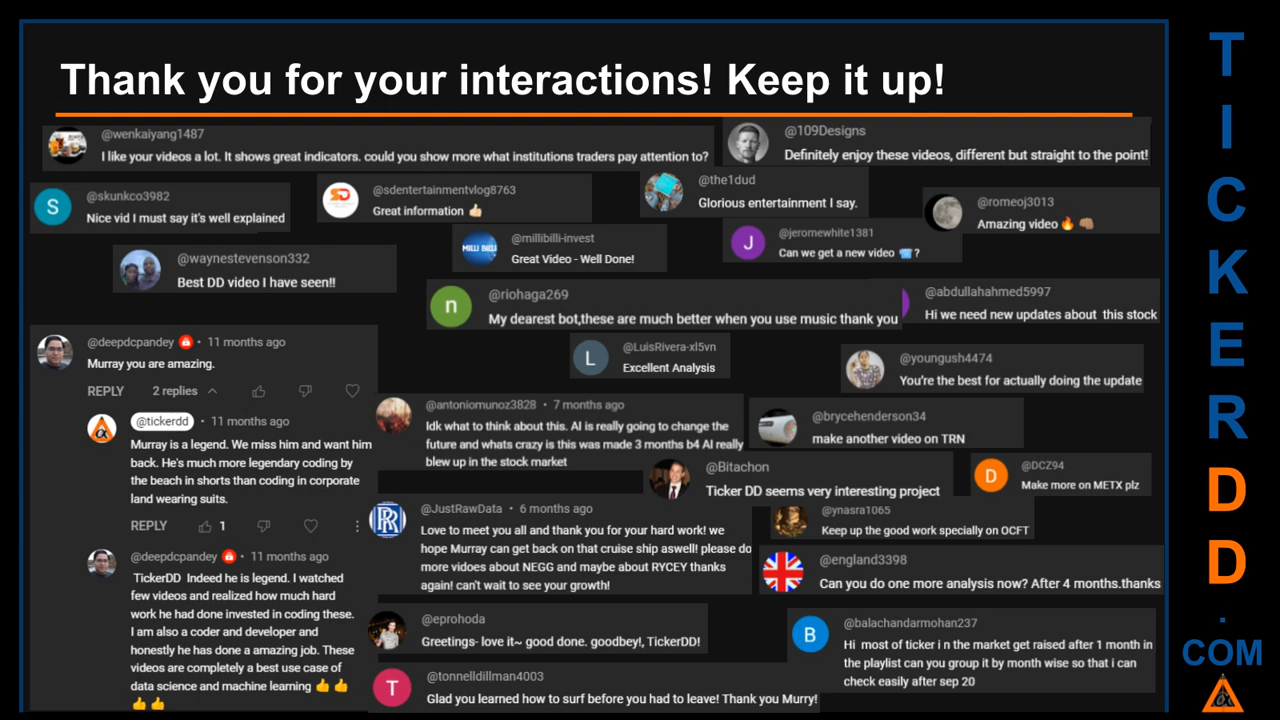 Thank you for your interactions! Keep it up!
@wenkaiyang1487
I like your videos a lot. It shows great indicators. could you show more what institutions traders pay attention to?
@109Designs
Definitely enjoy these videos, different but straight to the point!
S
@skunkco3982
Nice vid I must say it's well explained
SD
@sdentertainmentvlog8763
Great information 👍🏻
@the1dud
Glorious entertainment I say.
@romeoj3013
Amazing video 🔥 👊🏽
MILLI BILLI
@millibilli-invest
Great Video - Well Done!
J
@jeromewhite1381
Can we get a new video ?
@waynestevenson332
Best DD video I have seen!!
n
@riohaga269
My dearest bot,these are much better when you use music thank you
@abdullahahmed5997
Hi we need new updates about this stock
L
@LuisRivera-xl5vn
Excellent Analysis
@youngush4474
You're the best for actually doing the update
@deepdcpandey • 11 months ago
Murray you are amazing.
REPLY 2 replies
@tickerdd • 11 months ago
Murray is a legend. We miss him and want him
back. He's much more legendary coding by
the beach in shorts than coding in corporate
land wearing suits.
REPLY 1
@deepdcpandey • 11 months ago
TickerDD Indeed he is legend. I watched
few videos and realized how much hard
work he had done invested in coding these.
I am also a coder and developer and
honestly he has done a amazing job. These
videos are completely a best use case of
data science and machine learning 👍 👍
👍 👍
@antoniomunoz3828 • 7 months ago
Idk what to think about this. AI is really going to change the
future and whats crazy is this was made 3 months b4 AI really
blew up in the stock market
@brycehenderson34
make another video on TRN
@Bitachon
Ticker DD seems very interesting project
D
@DCZ94
Make more on METX plz
RR
@JustRawData • 6 months ago
Love to meet you all and thank you for your hard work! we
hope Murray can get back on that cruise ship aswell! please do
more vidoes about NEGG and maybe about RYCEY thanks
again! can't wait to see your growth!
@ynasra1065
Keep up the good work specially on OCFT
@england3398
Can you do one more analysis now? After 4 months.thanks
@eprohoda
Greetings- love it~ good done. goodbey!, TickerDD!
B
@balachandarmohan237
Hi most of ticker i n the market get raised after 1 month in
the playlist can you group it by month wise so that i can
check easily after sep 20
T
@tonnelldillman4003
Glad you learned how to surf before you had to leave! Thank you Murry!
T
I
C
K
E
R
D
D
.
COM